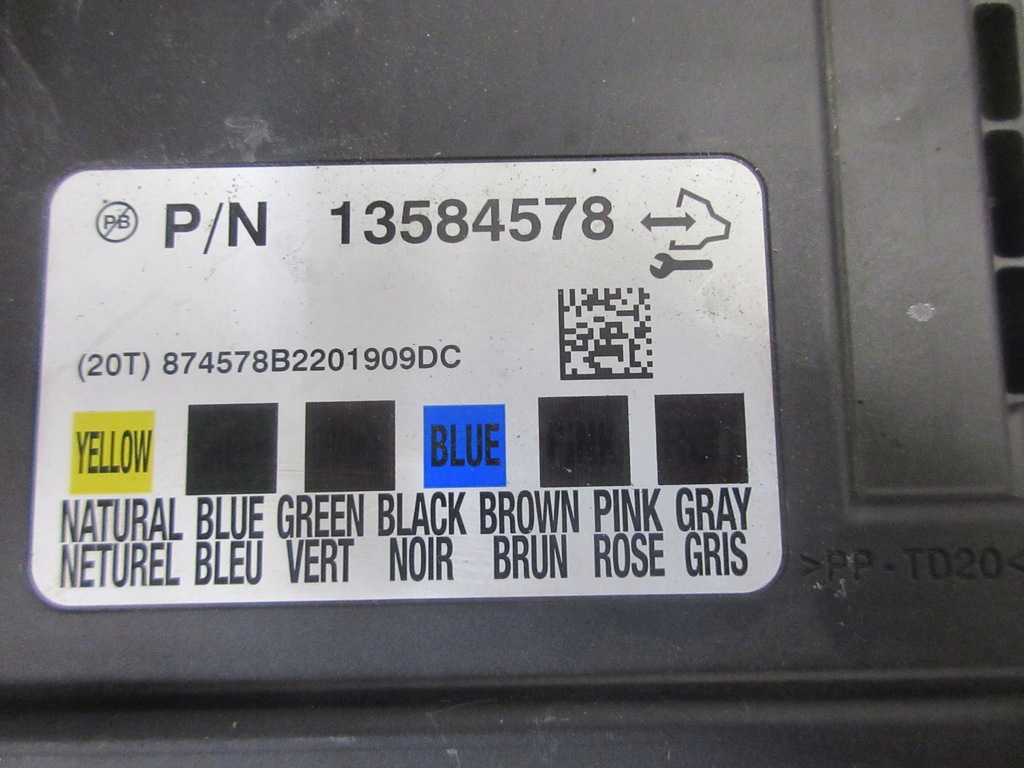 PB P/N 13584578
(20T) 874578B2201909DC
YELLOW BLUE PINK
NATURAL BLUE GREEN BLACK BROWN PINK GRAY
NETUREL BLEU VERT NOIR BRUN ROSE GRIS
>PP-TD20<